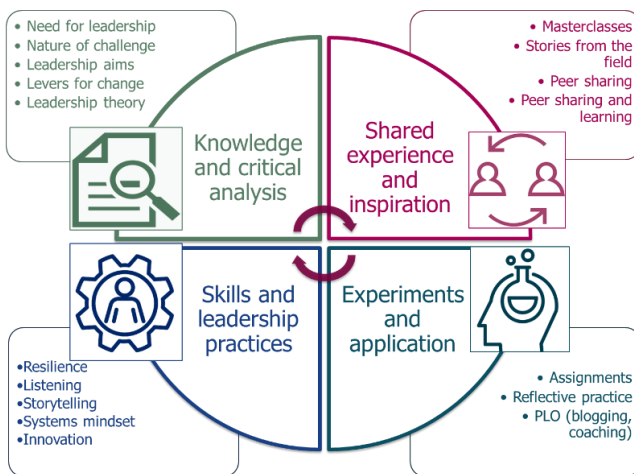 • Need for leadership
• Nature of challenge
• Leadership aims
• Levers for change
• Leadership theory
• Masterclasses
• Stories from the
field
• Peer sharing
• Peer sharing and
learning
Knowledge
and critical
analysis
Shared
experience
and
inspiration
Skills and
leadership
practices
Experiments
and
application
•Resilience
•Listening
•Storytelling
•Systems mindset
•Innovation
• Assignments
• Reflective practice
• PLO (blogging,
coaching)